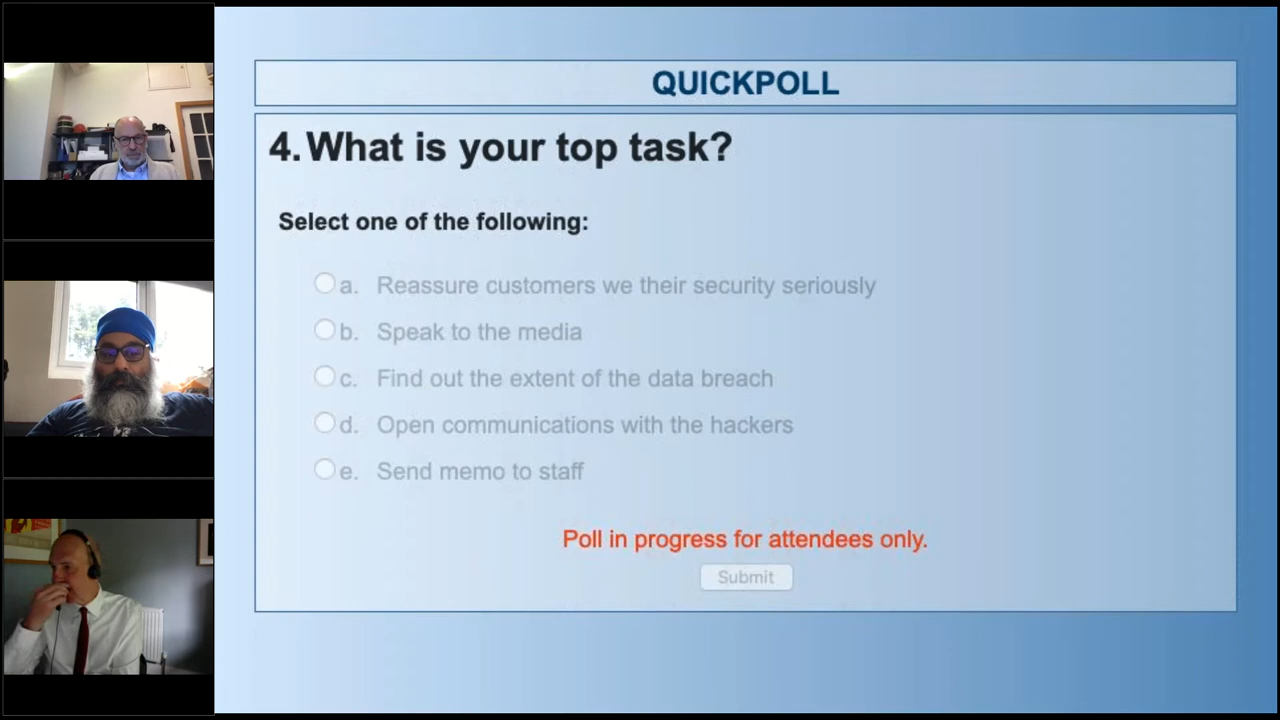 QUICKPOLL
4. What is your top task?
Select one of the following:
a. Reassure customers we their security seriously
b. Speak to the media
c. Find out the extent of the data breach
d. Open communications with the hackers
e. Send memo to staff
Poll in progress for attendees only.
Submit